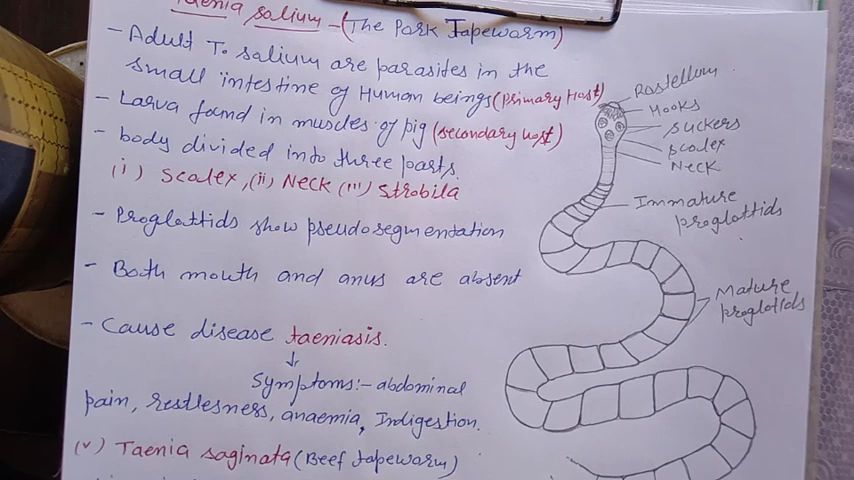 Taenia solium - (The Pork Tapeworm)
- Adult T. solium are parasites in the
small intestine of Human beings (Primary Host)
- Larva found in muscles of pig (secondary host)
- body divided into three parts.
(i) Scolex, (ii) Neck (iii) Strobila
- Proglottids show pseudosegmentation
- Both mouth and anus are absent
- Cause disease taeniasis.
↓
Symptoms:- abdominal
pain, restlesness, anaemia, Indigestion.
(v) Taenia saginata (Beef tapeworm)
Rostellum
Hooks
Suckers
Scolex
Neck
Immature
proglottids
Mature
proglotids